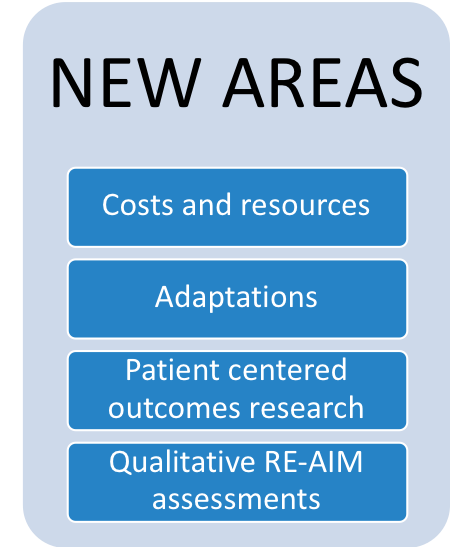 NEW AREAS
Costs and resources
Adaptations
Patient centered
outcomes research
Qualitative RE-AIM
assessments